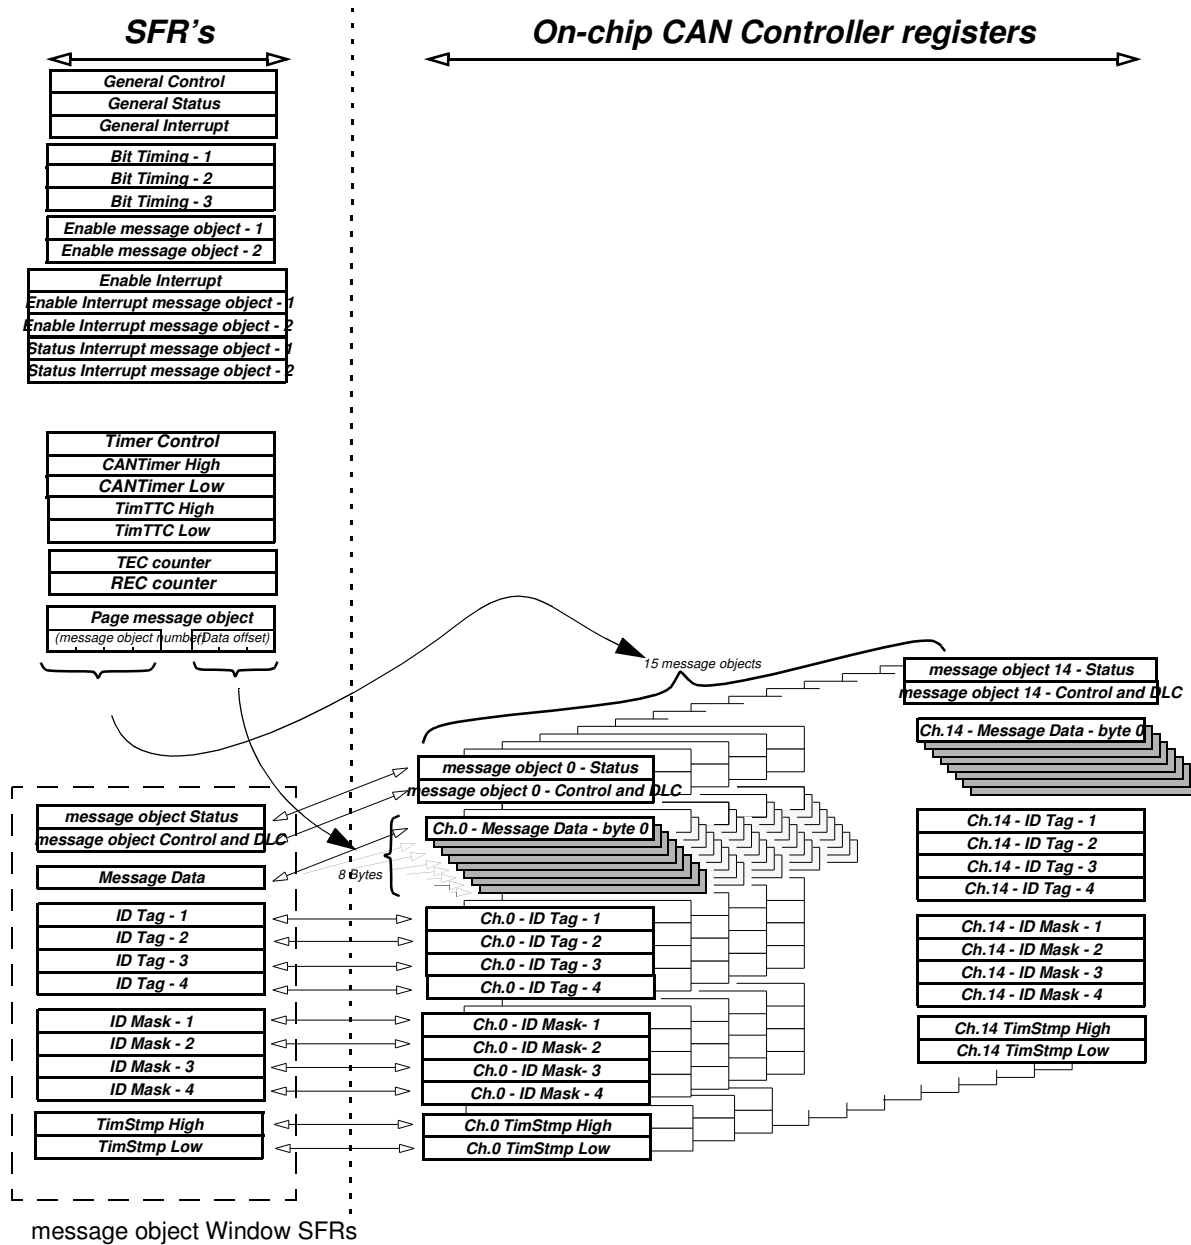 SFR's
On-chip CAN Controller registers
General Control
General Status
General Interrupt
Bit Timing - 1
Bit Timing - 2
Bit Timing - 3
Enable message object - 1
Enable message object - 2
Enable Interrupt
Enable Interrupt message object - 1
Enable Interrupt message object - 2
Status Interrupt message object - 1
Status Interrupt message object - 2
Timer Control
CANTimer High
CANTimer Low
TimTTC High
TimTTC Low
TEC counter
REC counter
Page message object
(message object number)
(Data offset)
15 message objects
message object 14 - Status
message object 14 - Control and DLC
Ch.14 - Message Data - byte 0
Ch.14 - ID Tag - 1
Ch.14 - ID Tag - 2
Ch.14 - ID Tag - 3
Ch.14 - ID Tag - 4
Ch.14 - ID Mask - 1
Ch.14 - ID Mask - 2
Ch.14 - ID Mask - 3
Ch.14 - ID Mask - 4
Ch.14 TimStmp High
Ch.14 TimStmp Low
message object 0 - Status
message object 0 - Control and DLC
Ch.0 - Message Data - byte 0
8 Bytes
Ch.0 - ID Tag - 1
Ch.0 - ID Tag - 2
Ch.0 - ID Tag - 3
Ch.0 - ID Tag - 4
Ch.0 - ID Mask- 1
Ch.0 - ID Mask- 2
Ch.0 - ID Mask- 3
Ch.0 - ID Mask - 4
Ch.0 TimStmp High
Ch.0 TimStmp Low
message object Status
message object Control and DLC
Message Data
ID Tag - 1
ID Tag - 2
ID Tag - 3
ID Tag - 4
ID Mask - 1
ID Mask - 2
ID Mask - 3
ID Mask - 4
TimStmp High
TimStmp Low
message object Window SFRs